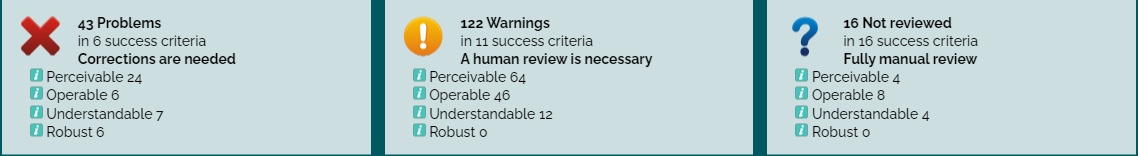 43 Problems
in 6 success criteria
Corrections are needed
Perceivable 24
Operable 6
Understandable 7
Robust 6
122 Warnings
in 11 success criteria
A human review is necessary
Perceivable 64
Operable 46
Understandable 12
Robust 0
16 Not reviewed
in 16 success criteria
Fully manual review
Perceivable 4
Operable 8
Understandable 4
Robust 0